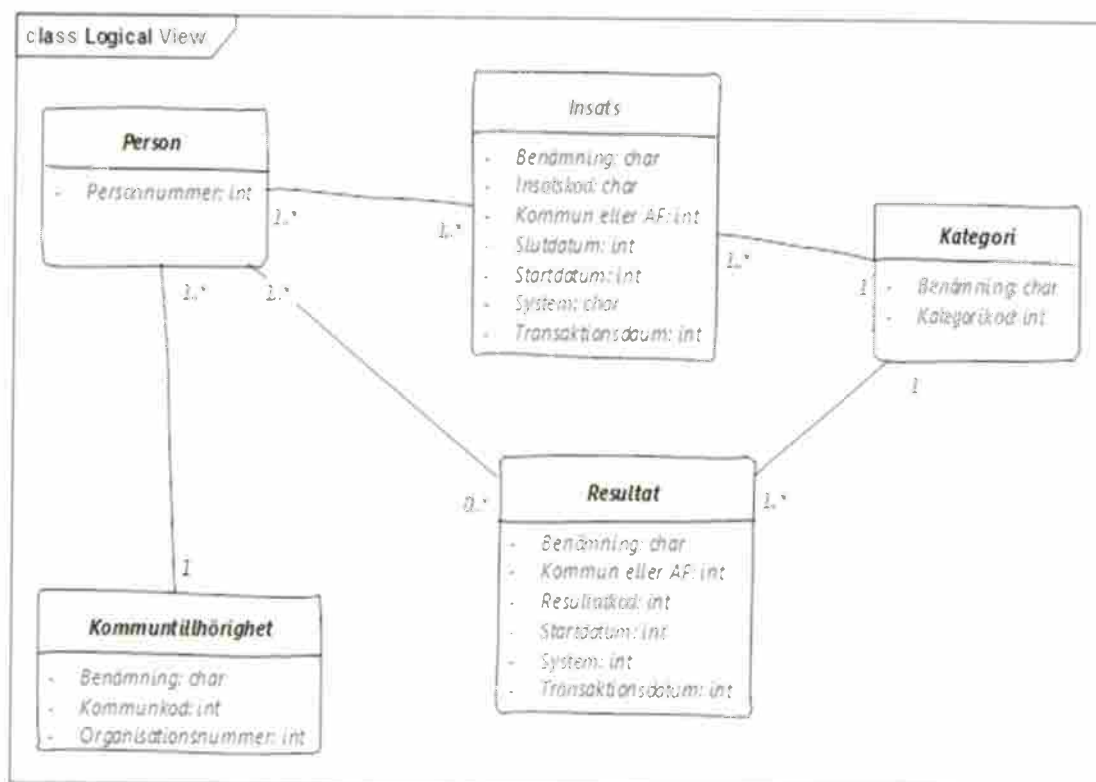 class Logical View
Person
- Personnummer: int
1..*
1..*
1..*
Insats
- Benämning: char
- Insatskod: char
- Kommun eller AF: int
- Slutdatum: int
- Startdatum: int
- System: char
- Transaktionsdaum: int
1..*
1..*
Kategori
- Benämning: char
- Kategorikod: int
1
1
Resultat
- Benämning: char
- Kommun eller AF: int
- Resultatkod: int
- Startdatum: int
- System: int
- Transaktionsdatum: int
0..*
1..*
1
Kommuntillhörighet
- Benämning: char
- Kommunkod: int
- Organisationsnummer: int